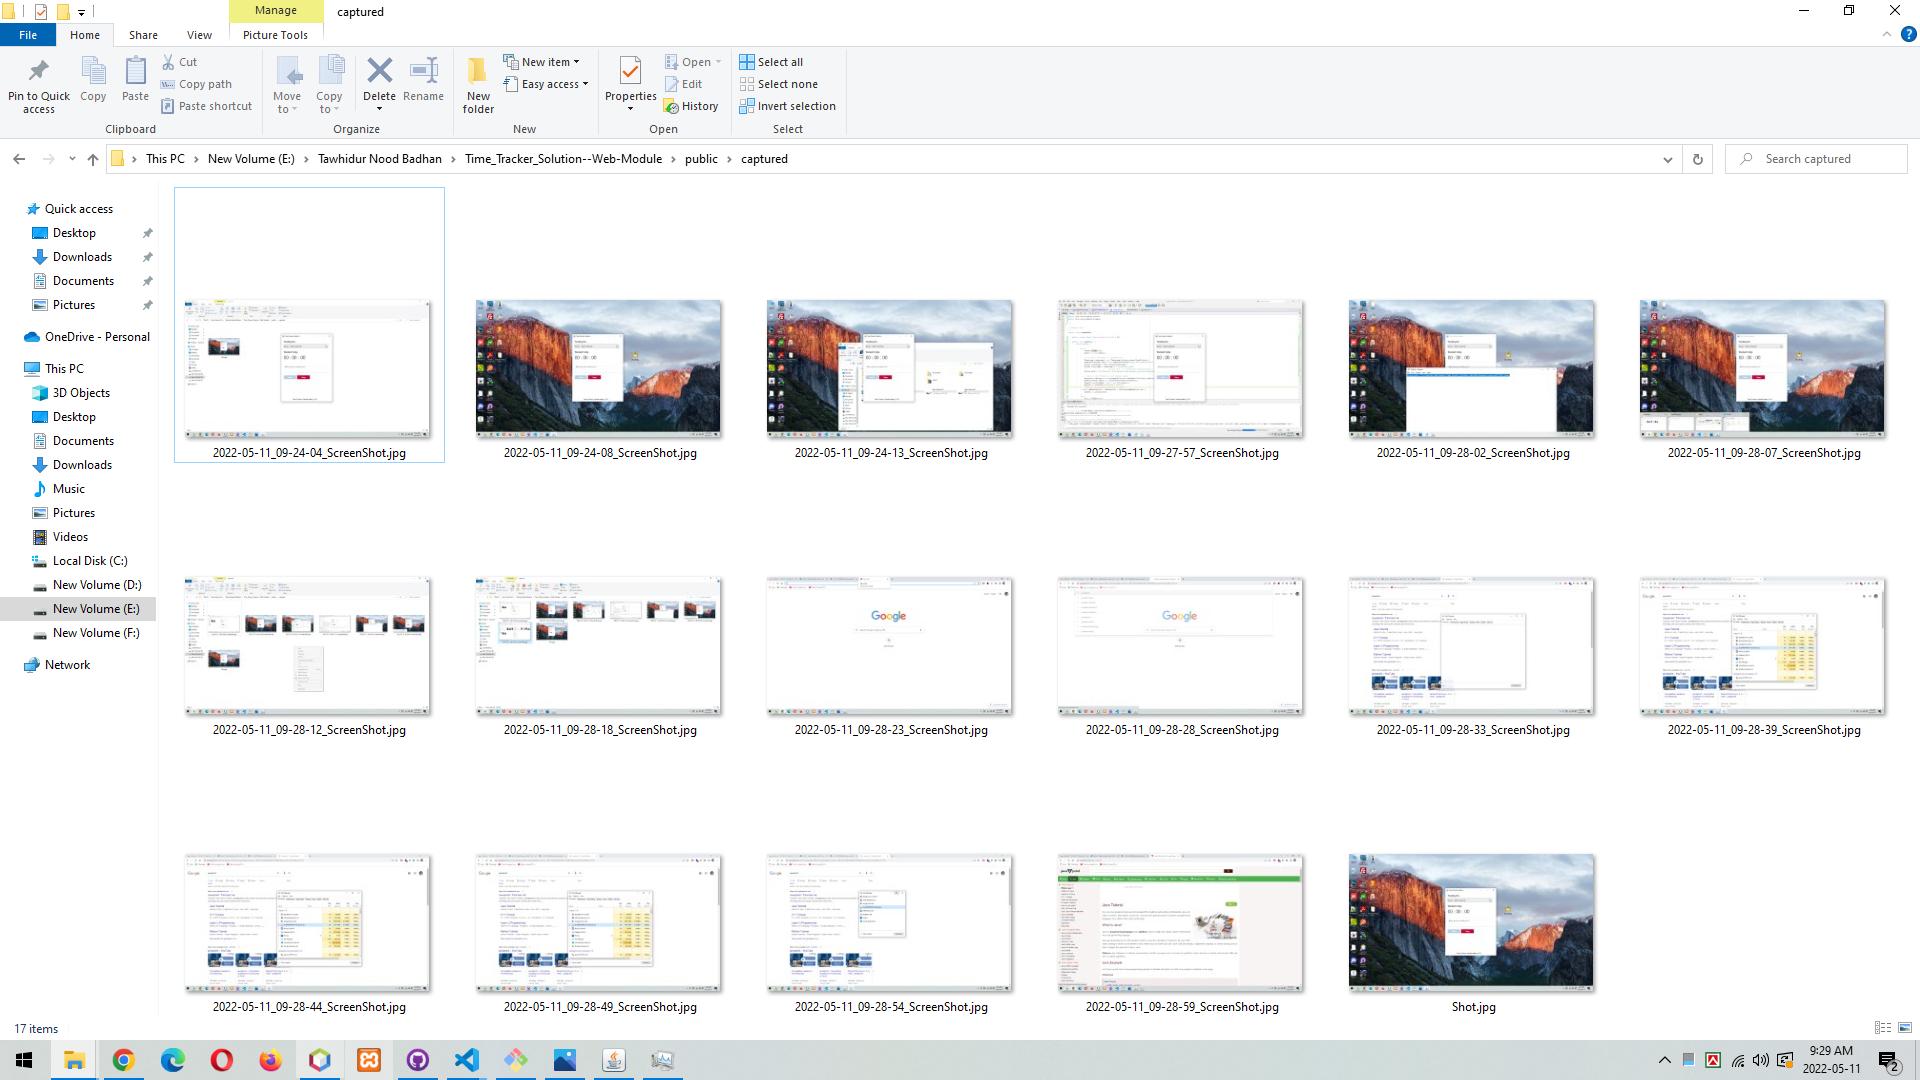 Manage
captured
File
Home
Share
View
Picture Tools
Pin to Quick access
Copy
Paste
Cut
Copy path
Paste shortcut
Clipboard
Move to
Copy to
Delete
Rename
Organize
New folder
New item
Easy access
New
Properties
Open
Edit
History
Open
Select all
Select none
Invert selection
Select
This PC
New Volume (E:)
Tawhidur Nood Badhan
Time_Tracker_Solution--Web-Module
public
captured
Search captured
Quick access
Desktop
Downloads
Documents
Pictures
OneDrive - Personal
This PC
3D Objects
Desktop
Documents
Downloads
Music
Pictures
Videos
Local Disk (C:)
New Volume (D:)
New Volume (E:)
New Volume (F:)
Network
2022-05-11_09-24-04_ScreenShot.jpg
2022-05-11_09-24-08_ScreenShot.jpg
2022-05-11_09-24-13_ScreenShot.jpg
2022-05-11_09-27-57_ScreenShot.jpg
2022-05-11_09-28-02_ScreenShot.jpg
2022-05-11_09-28-07_ScreenShot.jpg
Google
Google
2022-05-11_09-28-12_ScreenShot.jpg
2022-05-11_09-28-18_ScreenShot.jpg
2022-05-11_09-28-23_ScreenShot.jpg
2022-05-11_09-28-28_ScreenShot.jpg
2022-05-11_09-28-33_ScreenShot.jpg
2022-05-11_09-28-39_ScreenShot.jpg
2022-05-11_09-28-44_ScreenShot.jpg
2022-05-11_09-28-49_ScreenShot.jpg
2022-05-11_09-28-54_ScreenShot.jpg
2022-05-11_09-28-59_ScreenShot.jpg
Shot.jpg
17 items
9:29 AM
2022-05-11
2